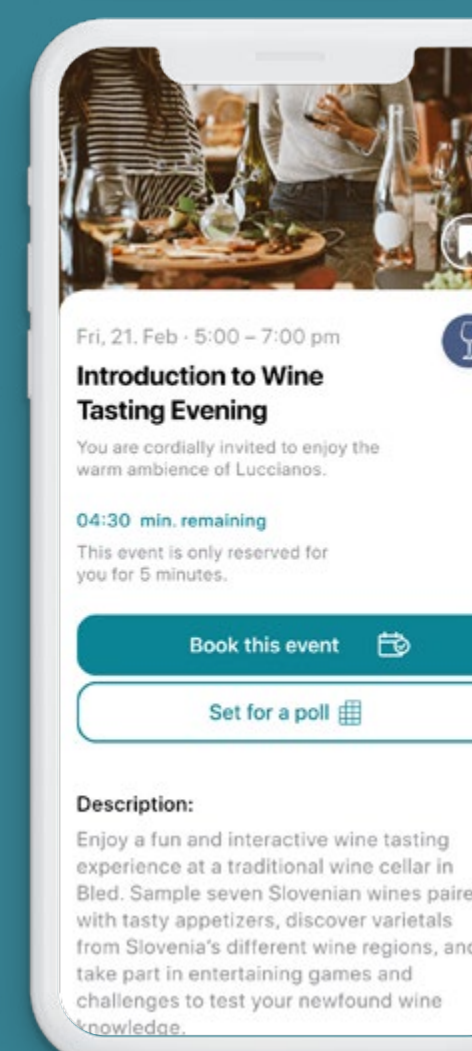 Fri, 21. Feb · 5:00 – 7:00 pm
Introduction to Wine
Tasting Evening
You are cordially invited to enjoy the
warm ambience of Luccianos.
04:30 min. remaining
This event is only reserved for
you for 5 minutes.
Book this event
Set for a poll
Description:
Enjoy a fun and interactive wine tasting
experience at a traditional wine cellar in
Bled. Sample seven Slovenian wines paire
with tasty appetizers, discover varietals
from Slovenia's different wine regions, and
take part in entertaining games and
challenges to test your newfound wine
knowledge.